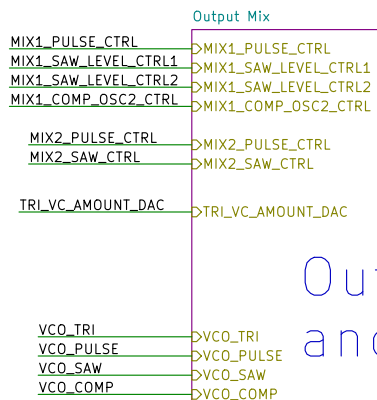 Output Mix
MIX1_PULSE_CTRL
MIX1_PULSE_CTRL
MIX1_SAW_LEVEL_CTRL1
MIX1_SAW_LEVEL_CTRL1
MIX1_SAW_LEVEL_CTRL2
MIX1_SAW_LEVEL_CTRL2
MIX1_COMP_OSC2_CTRL
MIX1_COMP_OSC2_CTRL
MIX2_PULSE_CTRL
MIX2_PULSE_CTRL
MIX2_SAW_CTRL
MIX2_SAW_CTRL
TRI_VC_AMOUNT_DAC
TRI_VC_AMOUNT_DAC
VCO_TRI
VCO_TRI
VCO_PULSE
VCO_PULSE
VCO_SAW
VCO_SAW
VCO_COMP
VCO_COMP